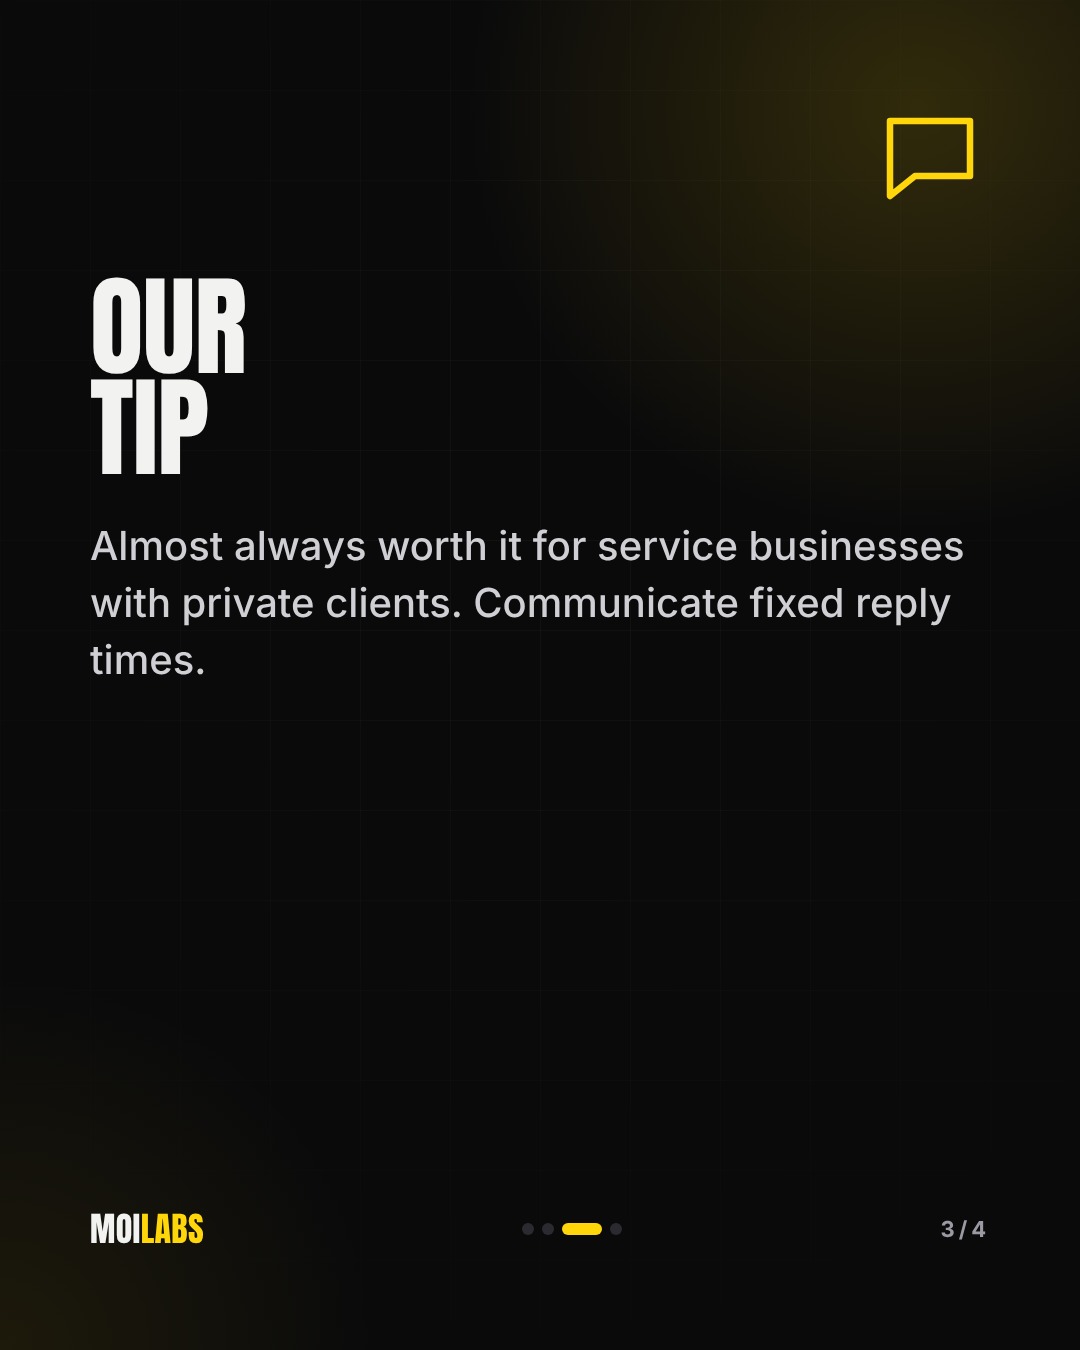 OUR
TIP
Almost always worth it for service businesses
with private clients. Communicate fixed reply
times.
MOILABS
3 / 4